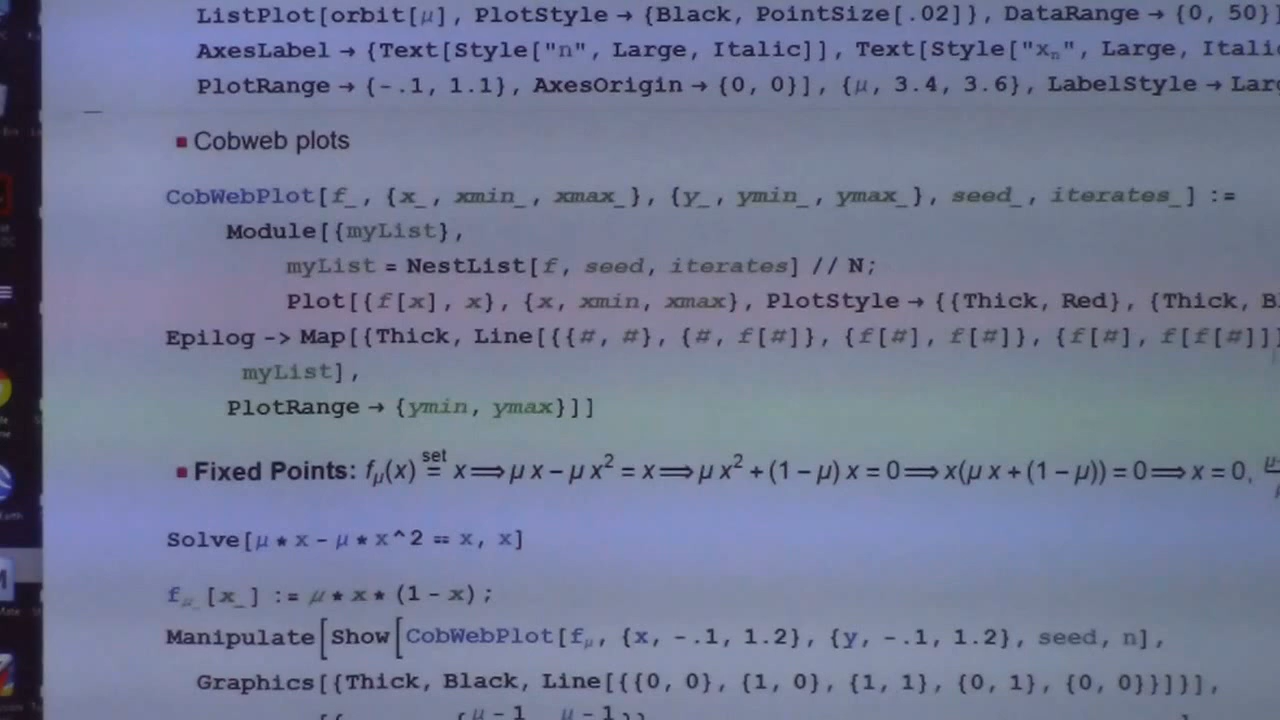 ListPlot[orbit[μ], PlotStyle → {Black, PointSize[.02]}, DataRange → {0, 50}
AxesLabel → {Text[Style["n", Large, Italic]], Text[Style["xₙ", Large,
PlotRange → {-.1, 1.1}, AxesOrigin → {0, 0}], {μ, 3.4, 3.6}, LabelStyle →
▪ Cobweb plots
CobWebPlot[f_, {x_, xmin_, xmax_}, {y_, ymin_, ymax_}, seed_, iterates_] :=
Module[{myList},
myList = NestList[f, seed, iterates] // N;
Plot[{f[x], x}, {x, xmin, xmax}, PlotStyle → {{Thick, Red}, {Thick,
Epilog -> Map[{Thick, Line[{{#, #}, {#, f[#]}, {f[#], f[#]}, {f[#], f[f[#]]
myList],
PlotRange → {ymin, ymax}]]
▪ Fixed Points: fμ(x) set = x ⟹ μ x − μ x² = x ⟹ μ x² + (1 − μ) x = 0 ⟹ x(μ x + (1 − μ)) = 0 ⟹ x = 0,
Solve[μ * x - μ * x^2 == x, x]
f_μ_[x_] := μ * x * (1 - x);
Manipulate[Show[CobWebPlot[fμ, {x, -.1, 1.2}, {y, -.1, 1.2}, seed, n],
Graphics[{Thick, Black, Line[{{0, 0}, {1, 0}, {1, 1}, {0, 1}, {0, 0}}]}],
μ-1 μ-1